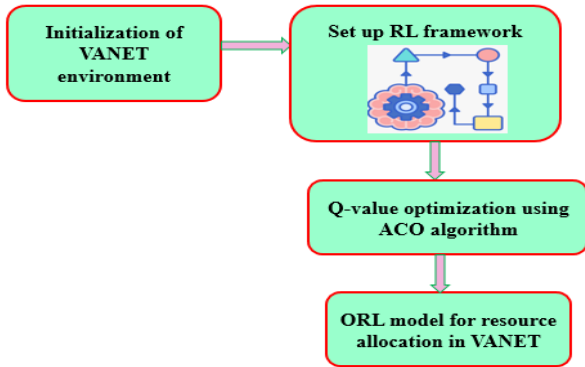 Initialization of
VANET
environment
Set up RL framework
Q-value optimization using
ACO algorithm
ORL model for resource
allocation in VANET